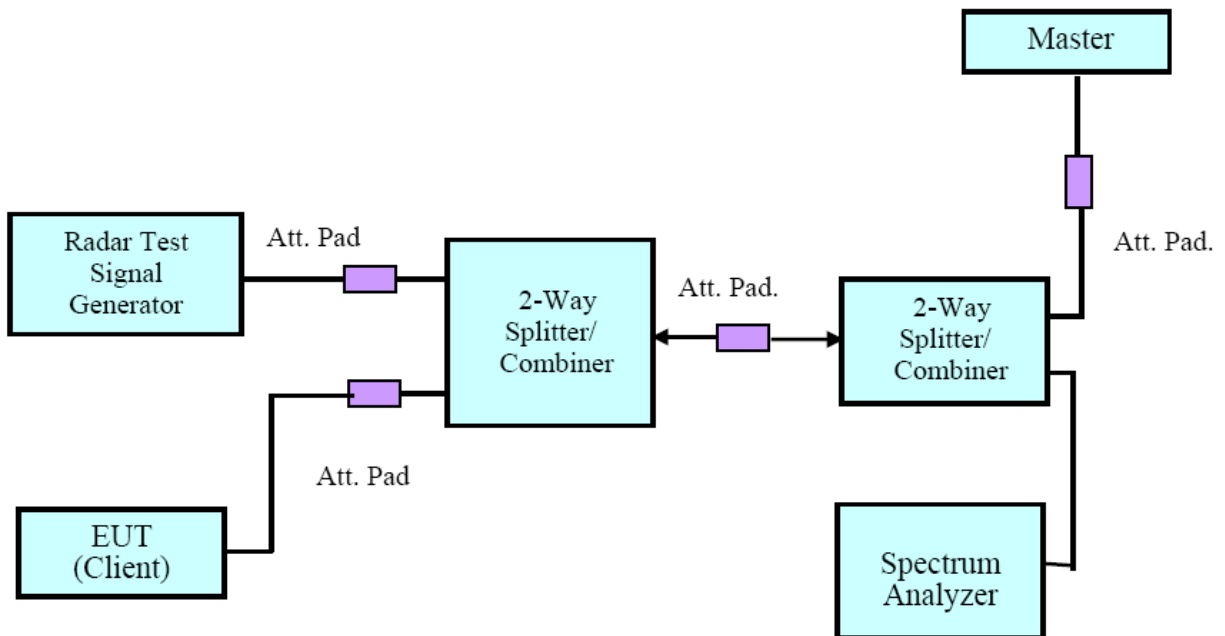 Master
Radar Test
Signal
Generator
Att. Pad
2-Way
Splitter/
Combiner
Att. Pad.
2-Way
Splitter/
Combiner
Att. Pad.
Att. Pad
EUT
(Client)
Spectrum
Analyzer